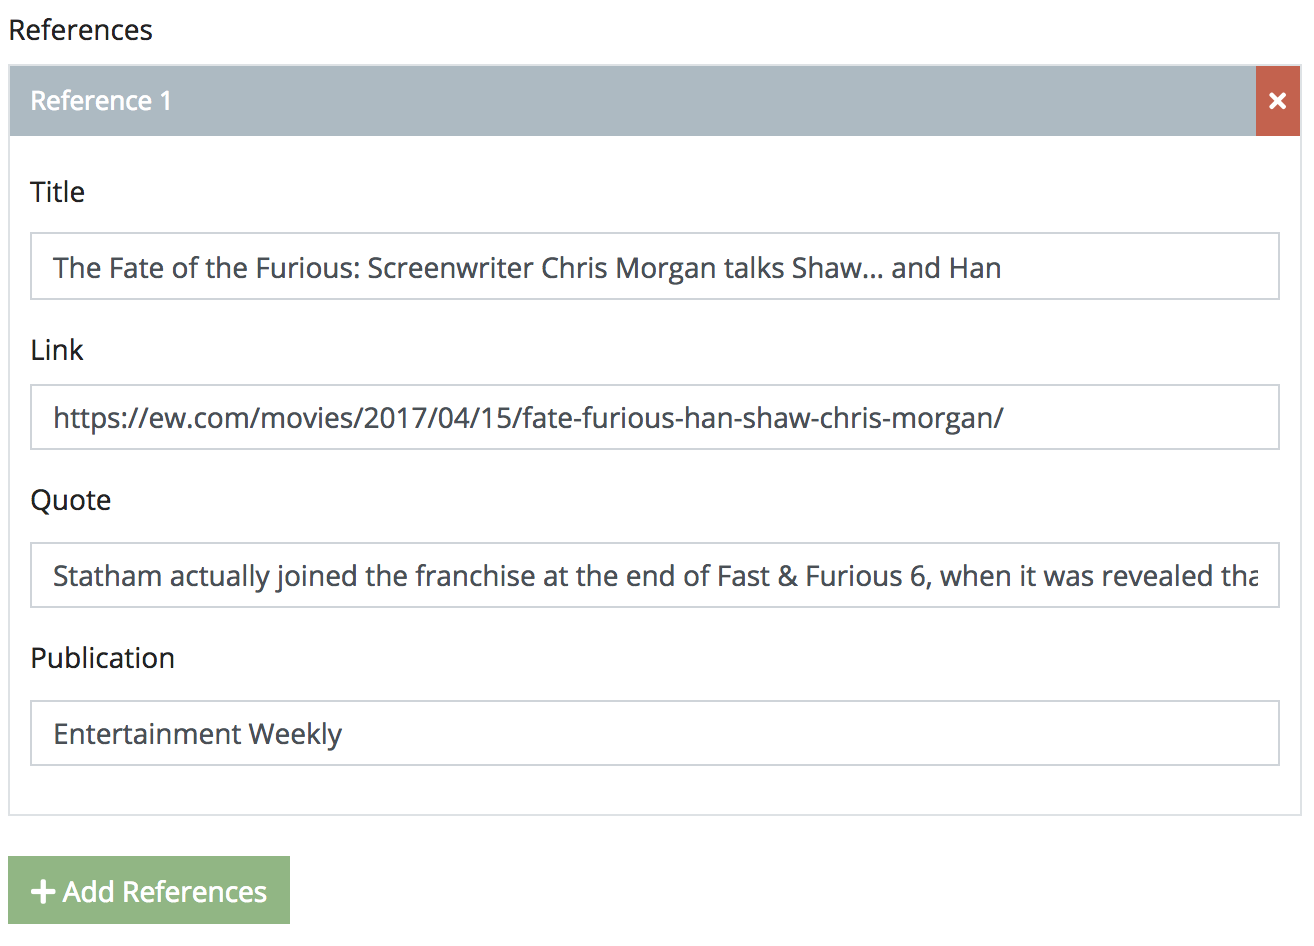 References
Reference 1
Title
The Fate of the Furious: Screenwriter Chris Morgan talks Shaw... and Han
Link
https://ew.com/movies/2017/04/15/fate-furious-han-shaw-chris-morgan/
Quote
Statham actually joined the franchise at the end of Fast & Furious 6, when it was revealed tha
Publication
Entertainment Weekly
Add References